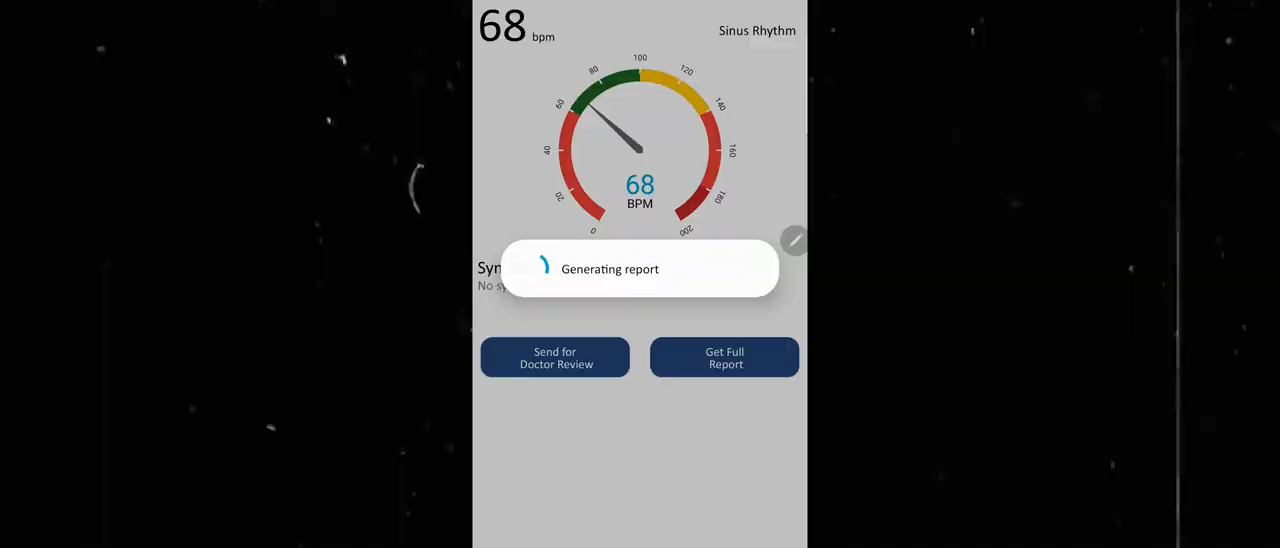 68 bpm
Sinus Rhythm
100
80
120
60
140
40
160
20
180
0
200
68
BPM
Generating report
No
Send for
Doctor Review
Get Full
Report